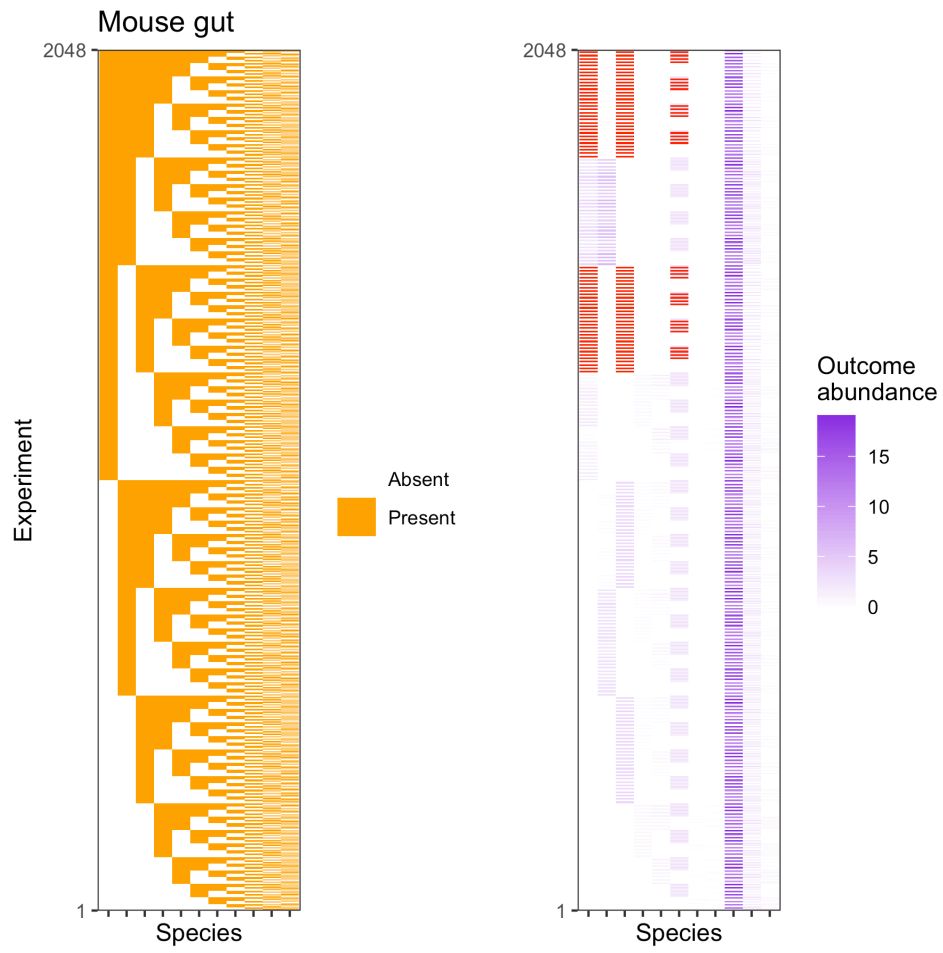 Mouse gut
2048
1
Experiment
Species
Absent
Present
2048
1
Species
Outcome
abundance
15
10
5
0